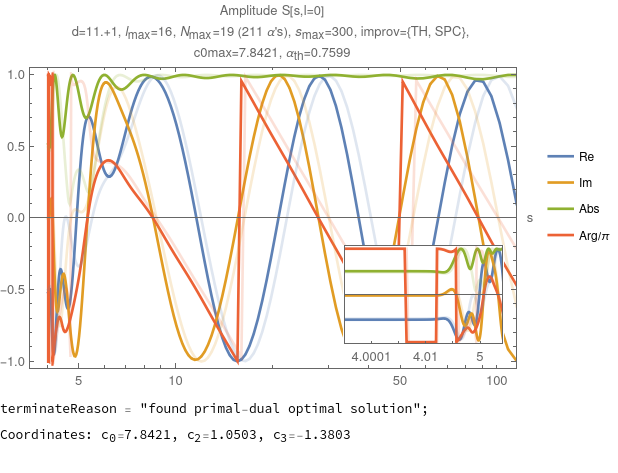 Amplitude S[s,l=0]
d=11.+1, lmax=16, Nmax=19 (211 α's), smax=300, improv={TH, SPC},
c0max=7.8421, αth=0.7599
1.0
0.5
0.0
-0.5
-1.0
5
10
50
100
s
4.0001
4.01
5
Re
Im
Abs
Arg/π
terminateReason = "found primal-dual optimal solution";
Coordinates: c0=7.8421, c2=1.0503, c3=-1.3803